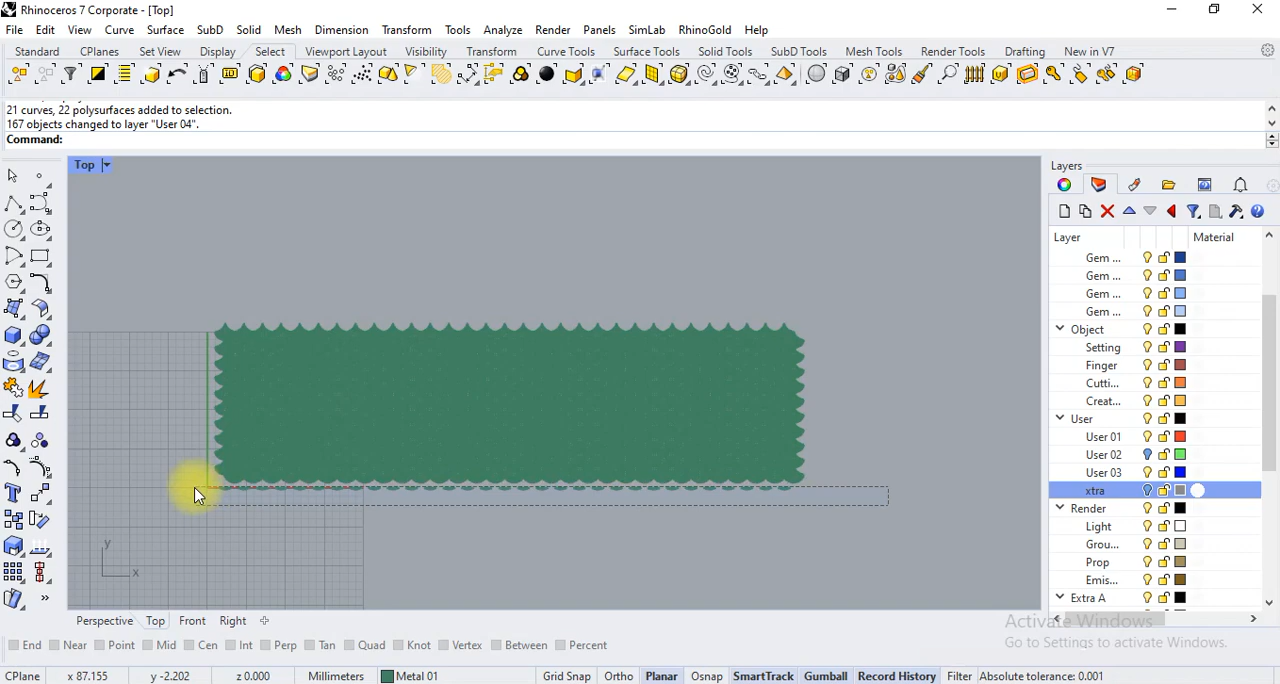 Rhinoceros 7 Corporate - [Top]
File Edit View Curve Surface SubD Solid Mesh Dimension Transform Tools Analyze Render Panels SimLab RhinoGold Help
Standard CPlanes Set View Display Select Viewport Layout Visibility Transform Curve Tools Surface Tools Solid Tools SubD Tools Mesh Tools Render Tools Drafting New in V7
21 curves, 22 polysurfaces added to selection.
167 objects changed to layer "User 04".
Command:
Top
Layers
Layer Material
Gem ...
Gem ...
Gem ...
Gem ...
Object
Setting
Finger
Cutti...
Creat...
User
User 01
User 02
User 03
xtra
Render
Light
Grou...
Prop
Emis...
Extra A
y
x
Activate Windows
Go to Settings to activate Windows.
Perspective Top Front Right
End Near Point Mid Cen Int Perp Tan Quad Knot Vertex Between Percent
CPlane x 87.155 y -2.202 z 0.000 Millimeters Metal 01 Grid Snap Ortho Planar Osnap SmartTrack Gumball Record History Filter Absolute tolerance: 0.001